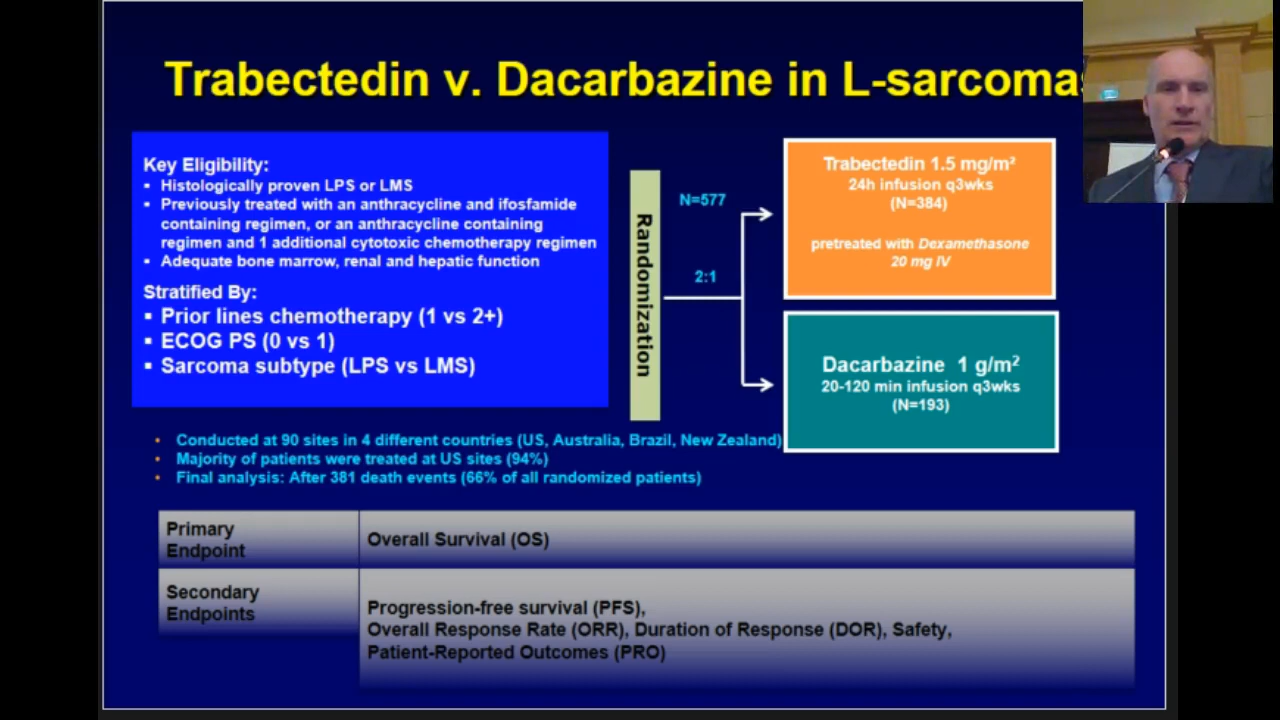 Trabectedin v. Dacarbazine in L-sarcomas
Key Eligibility:
▪ Histologically proven LPS or LMS
▪ Previously treated with an anthracycline and ifosfamide
containing regimen, or an anthracycline containing
regimen and 1 additional cytotoxic chemotherapy regimen
▪ Adequate bone marrow, renal and hepatic function
Stratified By:
▪ Prior lines chemotherapy (1 vs 2+)
▪ ECOG PS (0 vs 1)
▪ Sarcoma subtype (LPS vs LMS)
Randomization
N=577
2:1
Trabectedin 1.5 mg/m²
24h infusion q3wks
(N=384)
pretreated with Dexamethasone
20 mg IV
Dacarbazine 1 g/m²
20-120 min infusion q3wks
(N=193)
• Conducted at 90 sites in 4 different countries (US, Australia, Brazil, New Zealand)
• Majority of patients were treated at US sites (94%)
• Final analysis: After 381 death events (66% of all randomized patients)
Primary
Endpoint
Overall Survival (OS)
Secondary
Endpoints
Progression-free survival (PFS),
Overall Response Rate (ORR), Duration of Response (DOR), Safety,
Patient-Reported Outcomes (PRO)